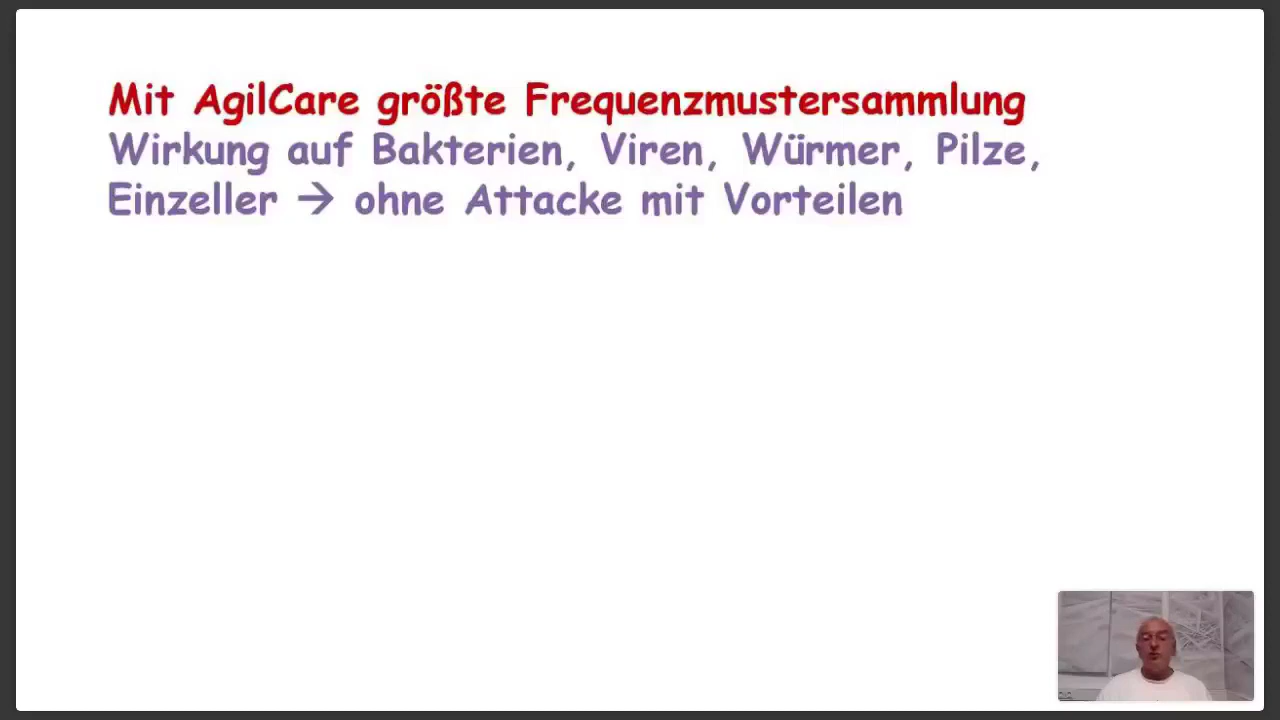 Mit AgilCare größte Frequenzmustersammlung
Wirkung auf Bakterien, Viren, Würmer, Pilze,
Einzeller → ohne Attacke mit Vorteilen